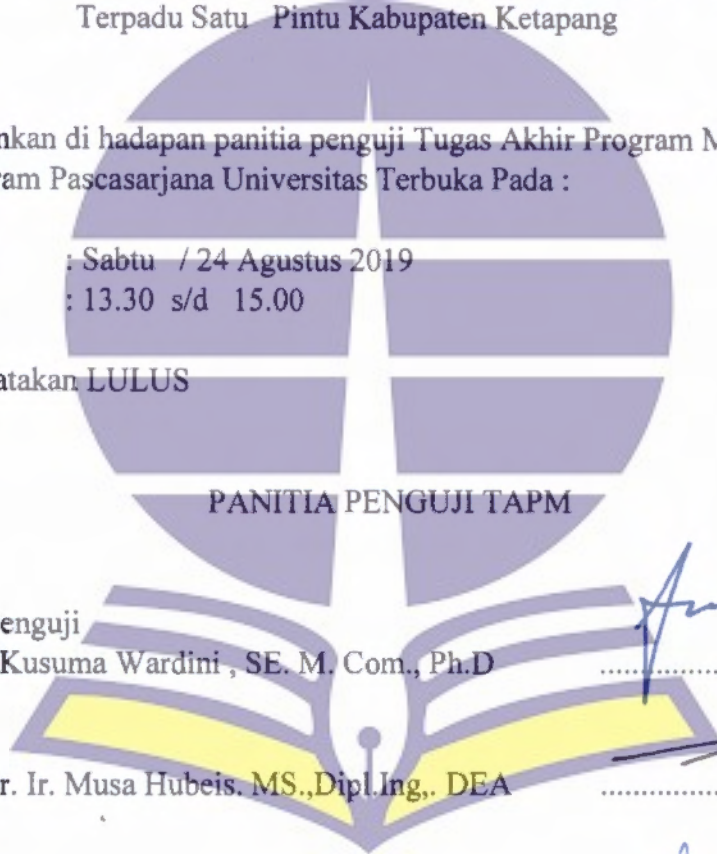 Terpadu Satu Pintu Kabupaten Ketapang
nkan di hadapan panitia penguji Tugas Akhir Program M
ram Pascasarjana Universitas Terbuka Pada :
: Sabtu / 24 Agustus 2019
: 13.30 s/d 15.00
atakan LULUS
PANITIA PENGUJI TAPM
enguji
Kusuma Wardini , SE. M. Com., Ph.D ..................
r. Ir. Musa Hubeis. MS.,Dipl.Ing,. DEA ..................